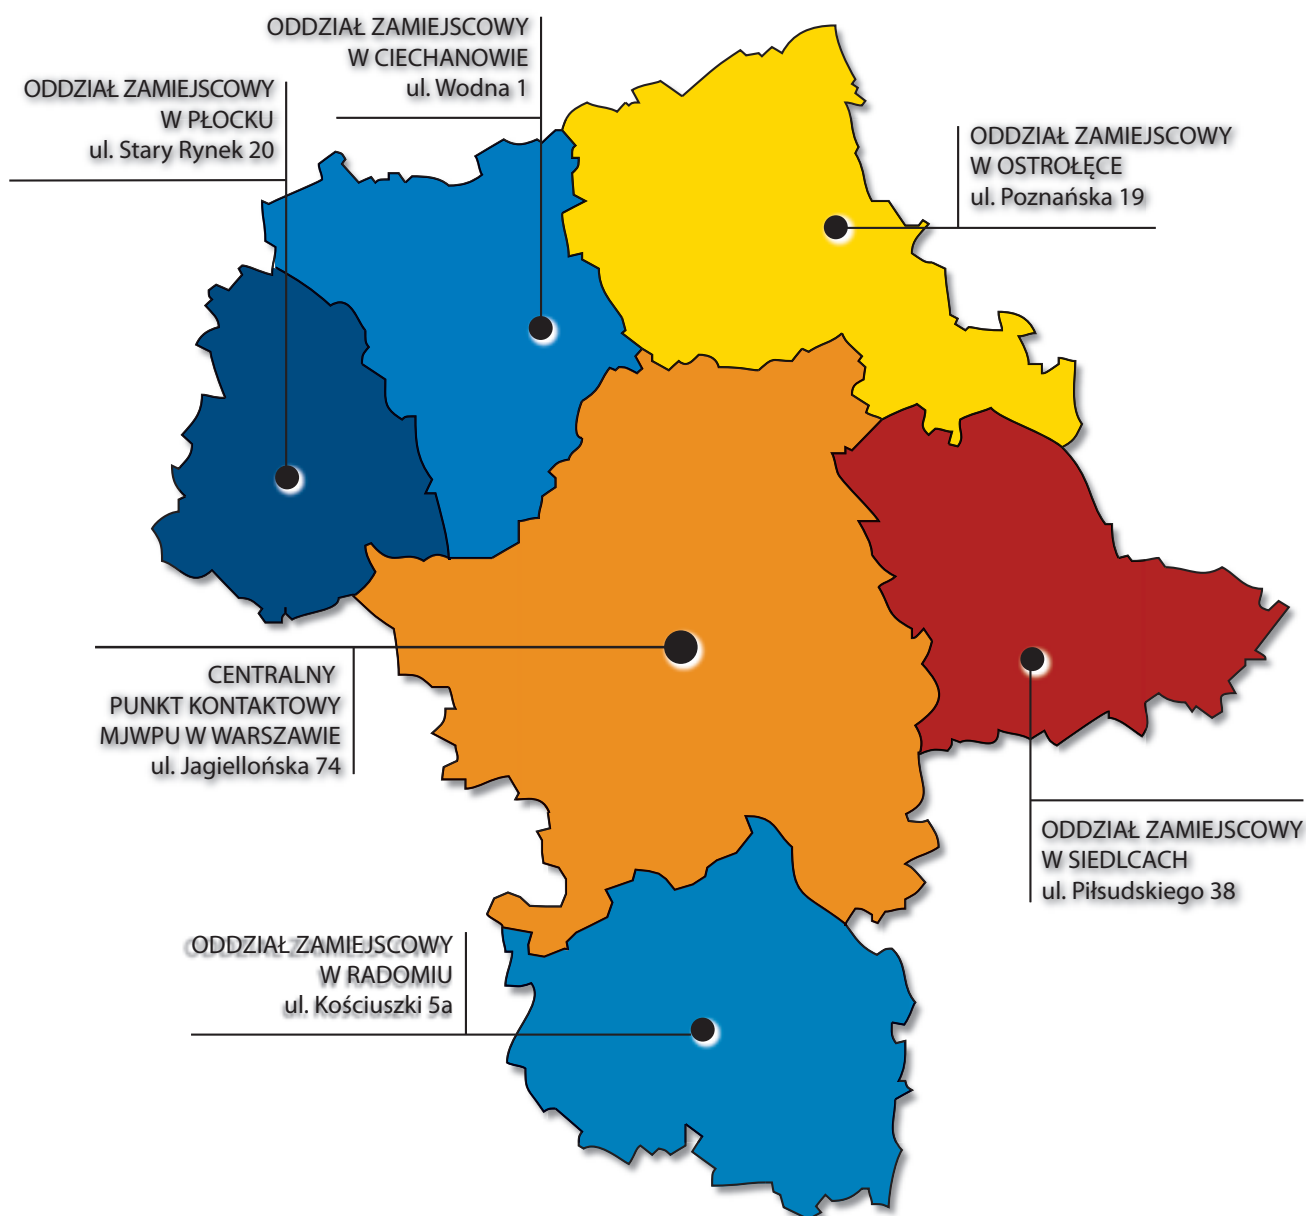 ODDZIAŁ ZAMIEJSCOWY
W CIECHANOWIE
ul. Wodna 1
ODDZIAŁ ZAMIEJSCOWY
W PŁOCKU
ul. Stary Rynek 20
ODDZIAŁ ZAMIEJSCOWY
W OSTROŁĘCE
ul. Poznańska 19
CENTRALNY
PUNKT KONTAKTOWY
MJWPU W WARSZAWIE
ul. Jagiellońska 74
ODDZIAŁ ZAMIEJSCOWY
W SIEDLCACH
ul. Piłsudskiego 38
ODDZIAŁ ZAMIEJSCOWY
W RADOMIU
ul. Kościuszki 5a